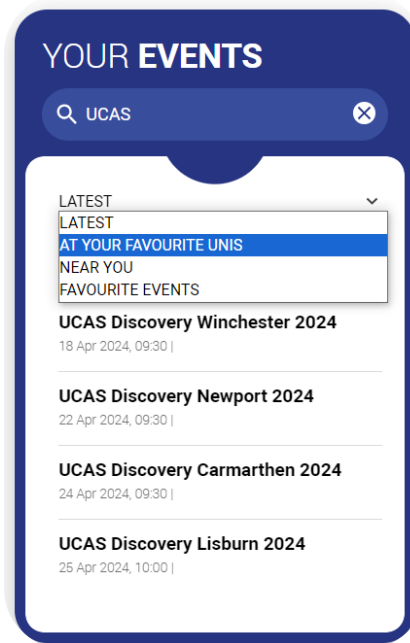 YOUR EVENTS
UCAS
LATEST
LATEST
AT YOUR FAVOURITE UNIS
NEAR YOU
FAVOURITE EVENTS
UCAS Discovery Winchester 2024
18 Apr 2024, 09:30 |
UCAS Discovery Newport 2024
22 Apr 2024, 09:30 |
UCAS Discovery Carmarthen 2024
24 Apr 2024, 09:30 |
UCAS Discovery Lisburn 2024
25 Apr 2024, 10:00 |